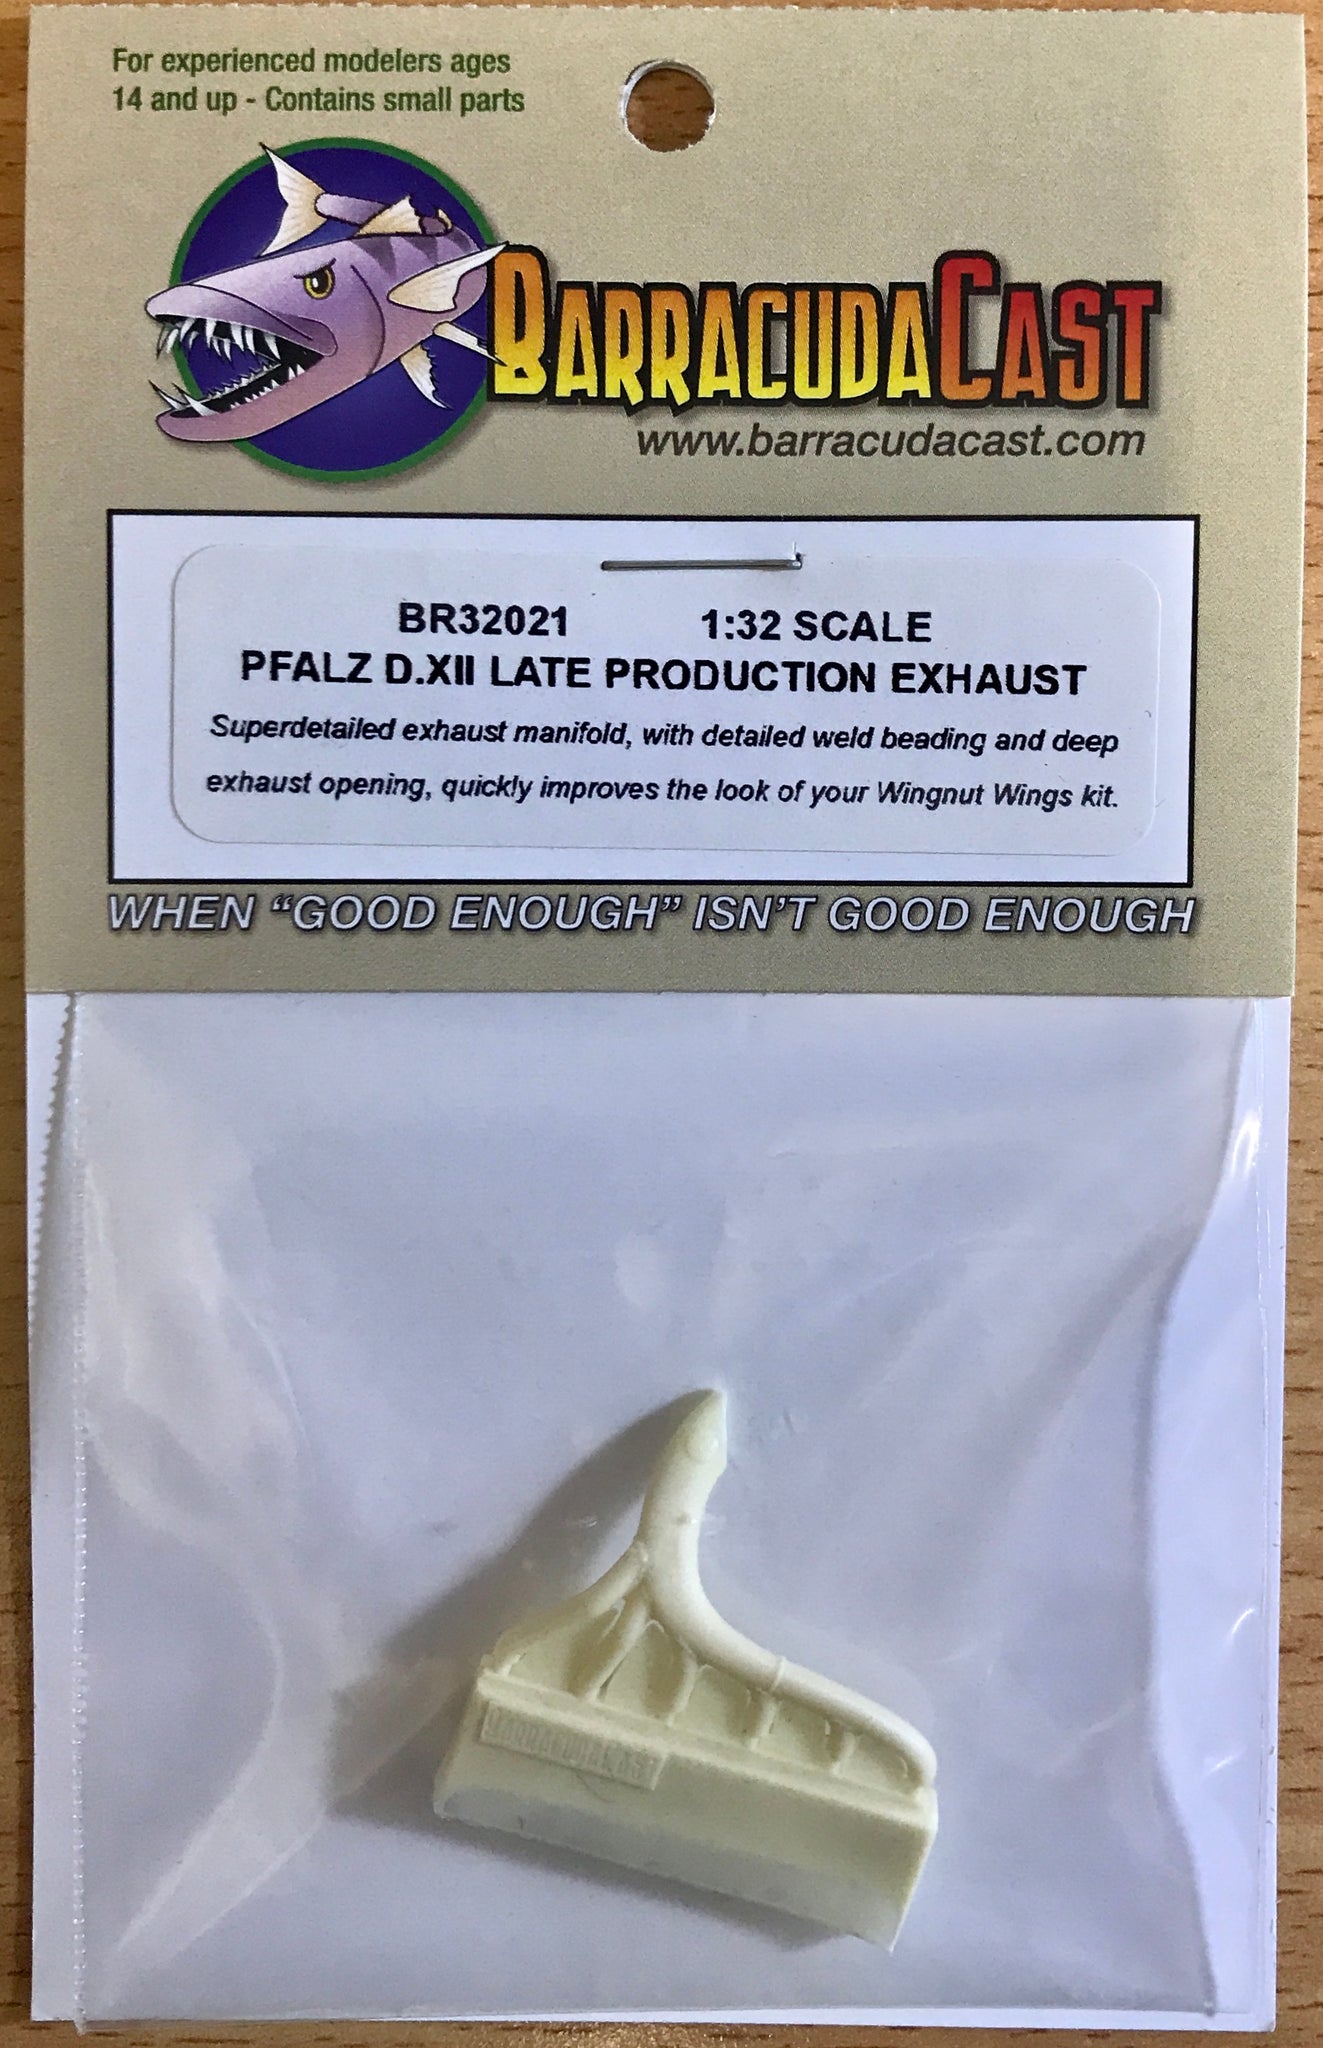 For experienced modelers ages
14 and up - Contains small parts
BARRACUDACAST
www.barracudacast.com
BR32021 1:32 SCALE
PFALZ D.XII LATE PRODUCTION EXHAUST
Superdetailed exhaust manifold, with detailed weld beading and deep
exhaust opening, quickly improves the look of your Wingnut Wings kit.
WHEN “GOOD ENOUGH” ISN’T GOOD ENOUGH
BARRACUDACAST